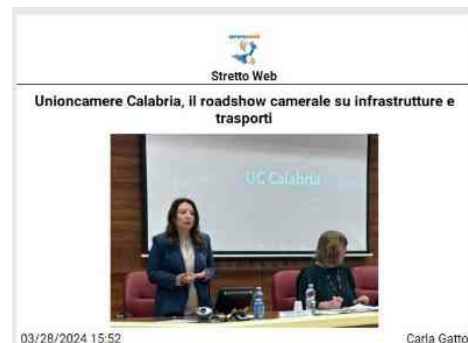 Stretto Web
Unioncamere Calabria, il roadshow camerale su infrastrutture e
trasporti
UC Calabria
03/28/2024 15:52
Carla Gatto